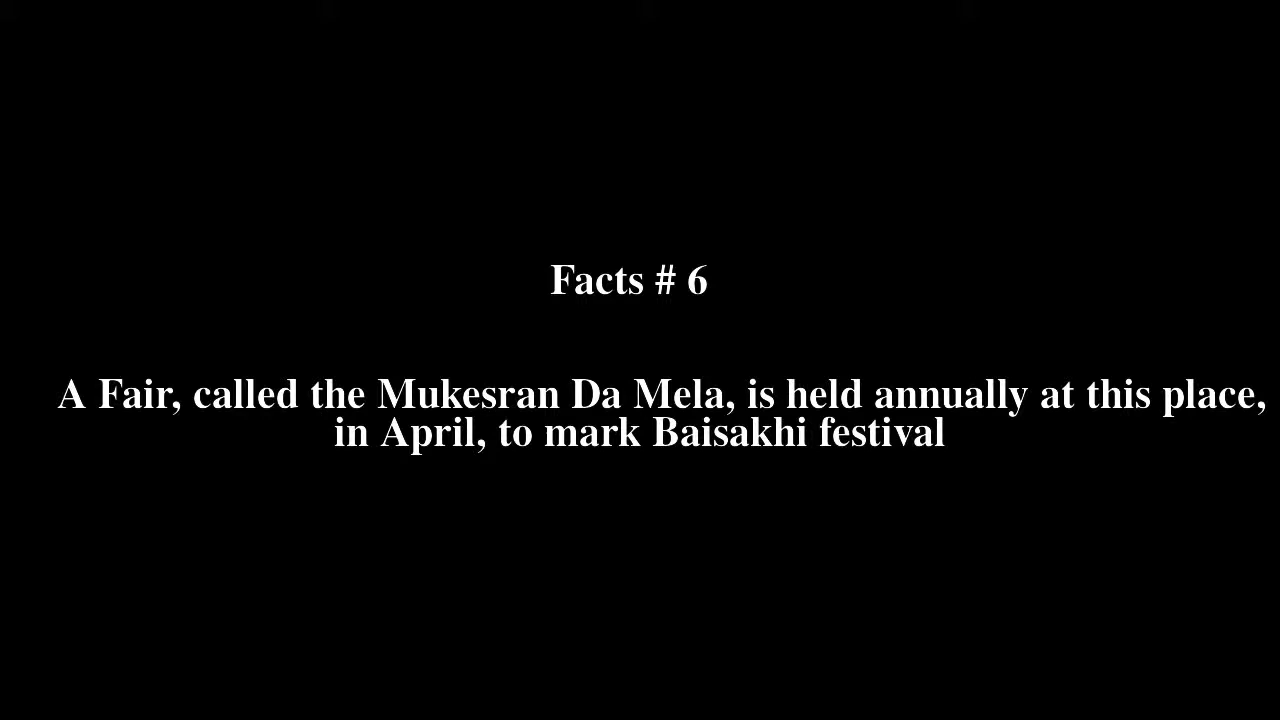 Facts # 6
A Fair, called the Mukesran Da Mela, is held annually at this place,
in April, to mark Baisakhi festival